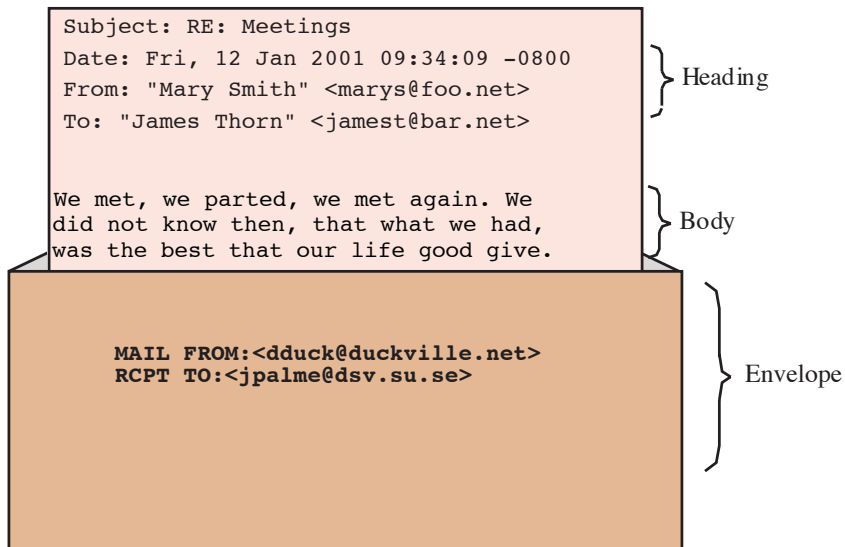 Subject: RE: Meetings
Date: Fri, 12 Jan 2001 09:34:09 -0800
From: "Mary Smith" <marys@foo.net>
To: "James Thorn" <jamest@bar.net>
Heading
We met, we parted, we met again. We
did not know then, that what we had,
was the best that our life good give.
Body
MAIL FROM:<dduck@duckville.net>
RCPT TO:<jpalme@dsv.su.se>
Envelope